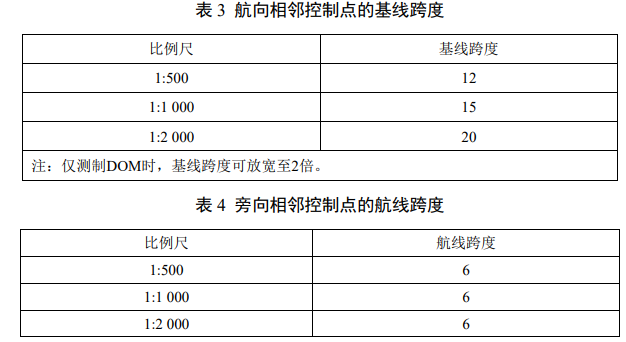 表 3 航向相邻控制点的基线跨度
比例尺 基线跨度
1:500 12
1:1 000 15
1:2 000 20
注：仅测制DOM时，基线跨度可放宽至2倍。
表 4 旁向相邻控制点的航线跨度
比例尺 航线跨度
1:500 6
1:1 000 6
1:2 000 6